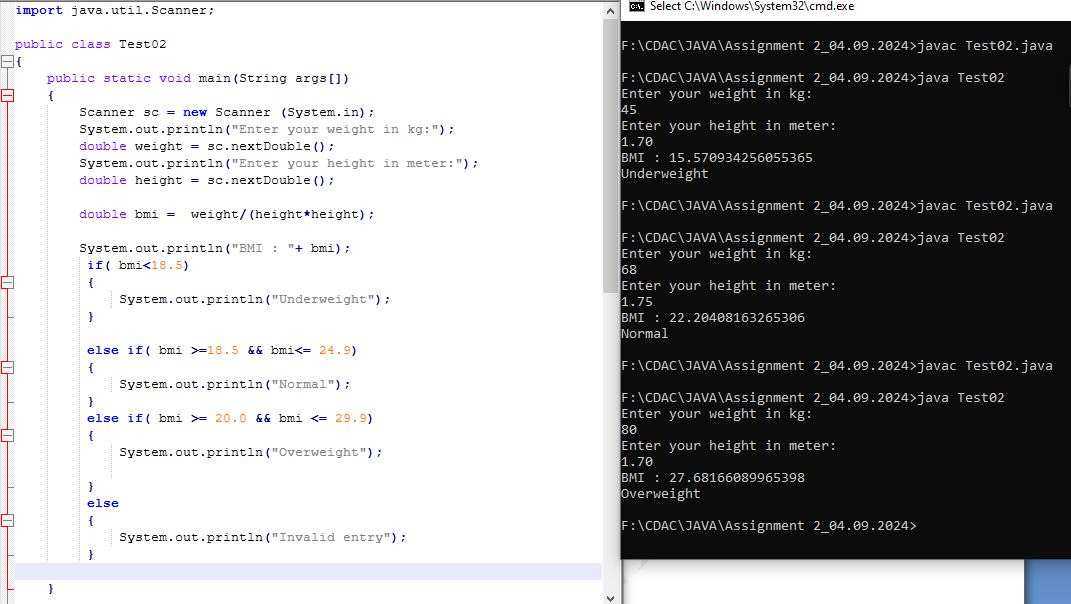 import java.util.Scanner;
public class Test02
{
public static void main(String args[])
{
Scanner sc = new Scanner (System.in);
System.out.println("Enter your weight in kg:");
double weight = sc.nextDouble();
System.out.println("Enter your height in meter:");
double height = sc.nextDouble();
double bmi =  weight/(height*height);
System.out.println("BMI : "+ bmi);
if( bmi<18.5)
{
System.out.println("Underweight");
}
else if( bmi >=18.5 && bmi<= 24.9)
{
System.out.println("Normal");
}
else if( bmi >= 20.0 && bmi <= 29.9)
{
System.out.println("Overweight");
}
else
{
System.out.println("Invalid entry");
}
}
Select C:\Windows\System32\cmd.exe
F:\CDAC\JAVA\Assignment 2_04.09.2024>javac Test02.java
F:\CDAC\JAVA\Assignment 2_04.09.2024>java Test02
Enter your weight in kg:
45
Enter your height in meter:
1.70
BMI : 15.570934256055365
Underweight
F:\CDAC\JAVA\Assignment 2_04.09.2024>javac Test02.java
F:\CDAC\JAVA\Assignment 2_04.09.2024>java Test02
Enter your weight in kg:
68
Enter your height in meter:
1.75
BMI : 22.20408163265306
Normal
F:\CDAC\JAVA\Assignment 2_04.09.2024>javac Test02.java
F:\CDAC\JAVA\Assignment 2_04.09.2024>java Test02
Enter your weight in kg:
80
Enter your height in meter:
1.70
BMI : 27.68166089965398
Overweight
F:\CDAC\JAVA\Assignment 2_04.09.2024>